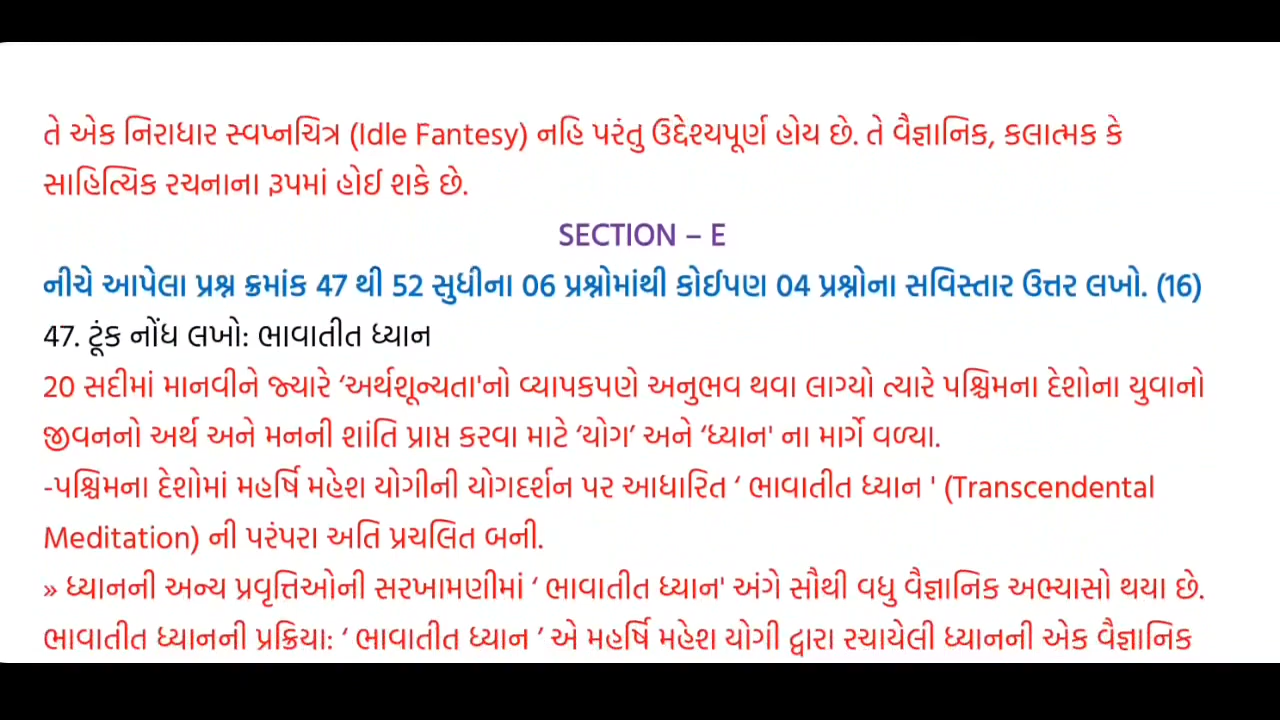 તે એક નિરાધાર સ્વપ્નચિત્ર (Idle Fantesy) નહિ પરંતુ ઉદ્દેશ્યપૂર્ણ હોય છે. તે વૈજ્ઞાનિક, કલાત્મક કે
સાહિત્યિક રચનાના રૂપમાં હોઈ શકે છે.
SECTION – E
નીચે આપેલા પ્રશ્ન ક્રમાંક 47 થી 52 સુધીના 06 પ્રશ્નોમાંથી કોઈપણ 04 પ્રશ્નોના સવિસ્તાર ઉત્તર લખો. (16)
47. ટૂંક નોંધ લખો: ભાવાતીત ધ્યાન
20 સદીમાં માનવીને જ્યારે ‘અર્થશૂન્યતા'નો વ્યાપકપણે અનુભવ થવા લાગ્યો ત્યારે પશ્ચિમના દેશોના યુવાનો
જીવનનો અર્થ અને મનની શાંતિ પ્રાપ્ત કરવા માટે ‘યોગ’ અને ‘ધ્યાન' ના માર્ગે વળ્યા.
-પશ્ચિમના દેશોમાં મહર્ષિ મહેશ યોગીની યોગદર્શન પર આધારિત ‘ ભાવાતીત ધ્યાન ' (Transcendental
Meditation) ની પરંપરા અતિ પ્રચલિત બની.
» ધ્યાનની અન્ય પ્રવૃત્તિઓની સરખામણીમાં ‘ ભાવાતીત ધ્યાન' અંગે સૌથી વધુ વૈજ્ઞાનિક અભ્યાસો થયા છે.
ભાવાતીત ધ્યાનની પ્રક્રિયા: ‘ ભાવાતીત ધ્યાન ’ એ મહર્ષિ મહેશ યોગી દ્વારા રચાયેલી ધ્યાનની એક વૈજ્ઞાનિક